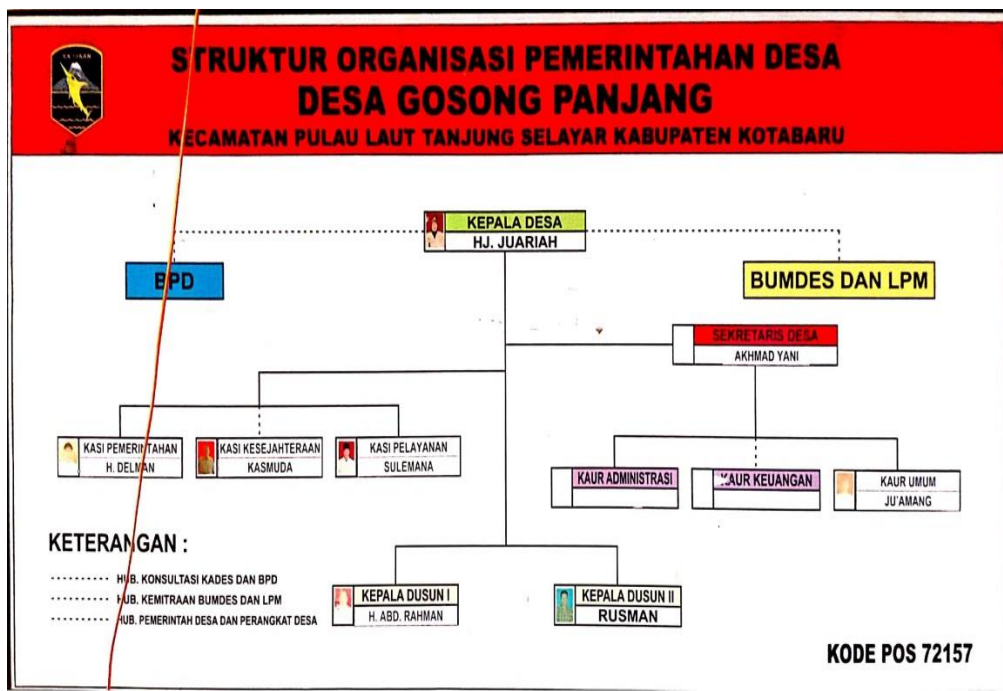 STRUKTUR ORGANISASI PEMERINTAHAN DESA
DESA GOSONG PANJANG
KECAMATAN PULAU LAUT TANJUNG SELAYAR KABUPATEN KOTABARU
KEPALA DESA
HJ. JUARIAH
BPD
BUMDES DAN LPM
SEKRETARIS DESA
AKHMAD YANI
KASI PEMERINTAHAN
H. DELMAN
KASI KESEJAHTERAAN
KASMUDA
KASI PELAYANAN
SULEMANA
KAUR ADMINISTRASI
KAUR KEUANGAN
KAUR UMUM
JU'AMANG
KETERANGAN :
HUB. KONSULTASI KADES DAN BPD
HUB. KEMITRAAN BUMDES DAN LPM
HUB. PEMERINTAH DESA DAN PERANGKAT DESA
KEPALA DUSUN I
H. ABD. RAHMAN
KEPALA DUSUN II
RUSMAN
KODE POS 72157